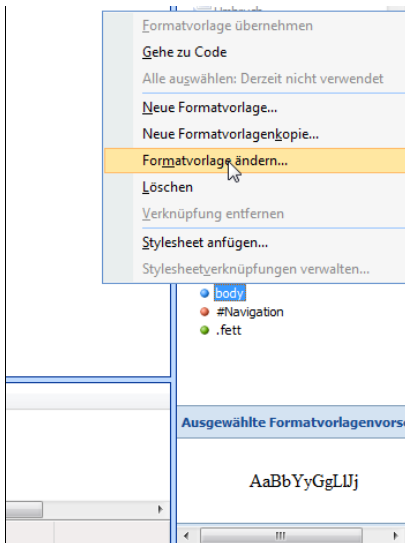 Umbruch
Formatvorlage übernehmen
Gehe zu Code
Alle auswählen: Derzeit nicht verwendet
Neue Formatvorlage...
Neue Formatvorlagenkopie...
Formatvorlage ändern...
Löschen
Verknüpfung entfernen
Stylesheet anfügen...
Stylesheetverknüpfungen verwalten...
body
#Navigation
.fett
Ausgewählte Formatvorlagenvors
AaBbYyGgLlJj